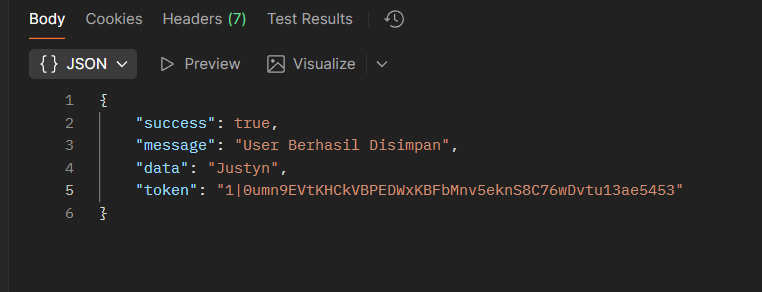 Body Cookies Headers (7) Test Results
{} JSON Preview Visualize
1 {
2 "success": true,
3 "message": "User Berhasil Disimpan",
4 "data": "Justyn",
5 "token": "1|0umn9EVtKHCkVBPEDWxKBFbMnv5eknS8C76wDvtu13ae5453"
6 }